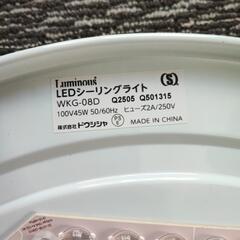 Luminous
LEDシーリングライト
WKG-08D Q2505 Q501315
100V45W 50/60Hz ヒューズ2A/250V
株式会社 ドウシシャ
MADE IN CHINA